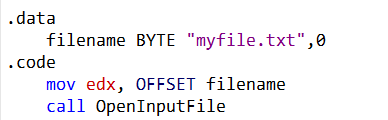 .data
    filename BYTE "myfile.txt",0
.code
    mov edx, OFFSET filename
    call OpenInputFile